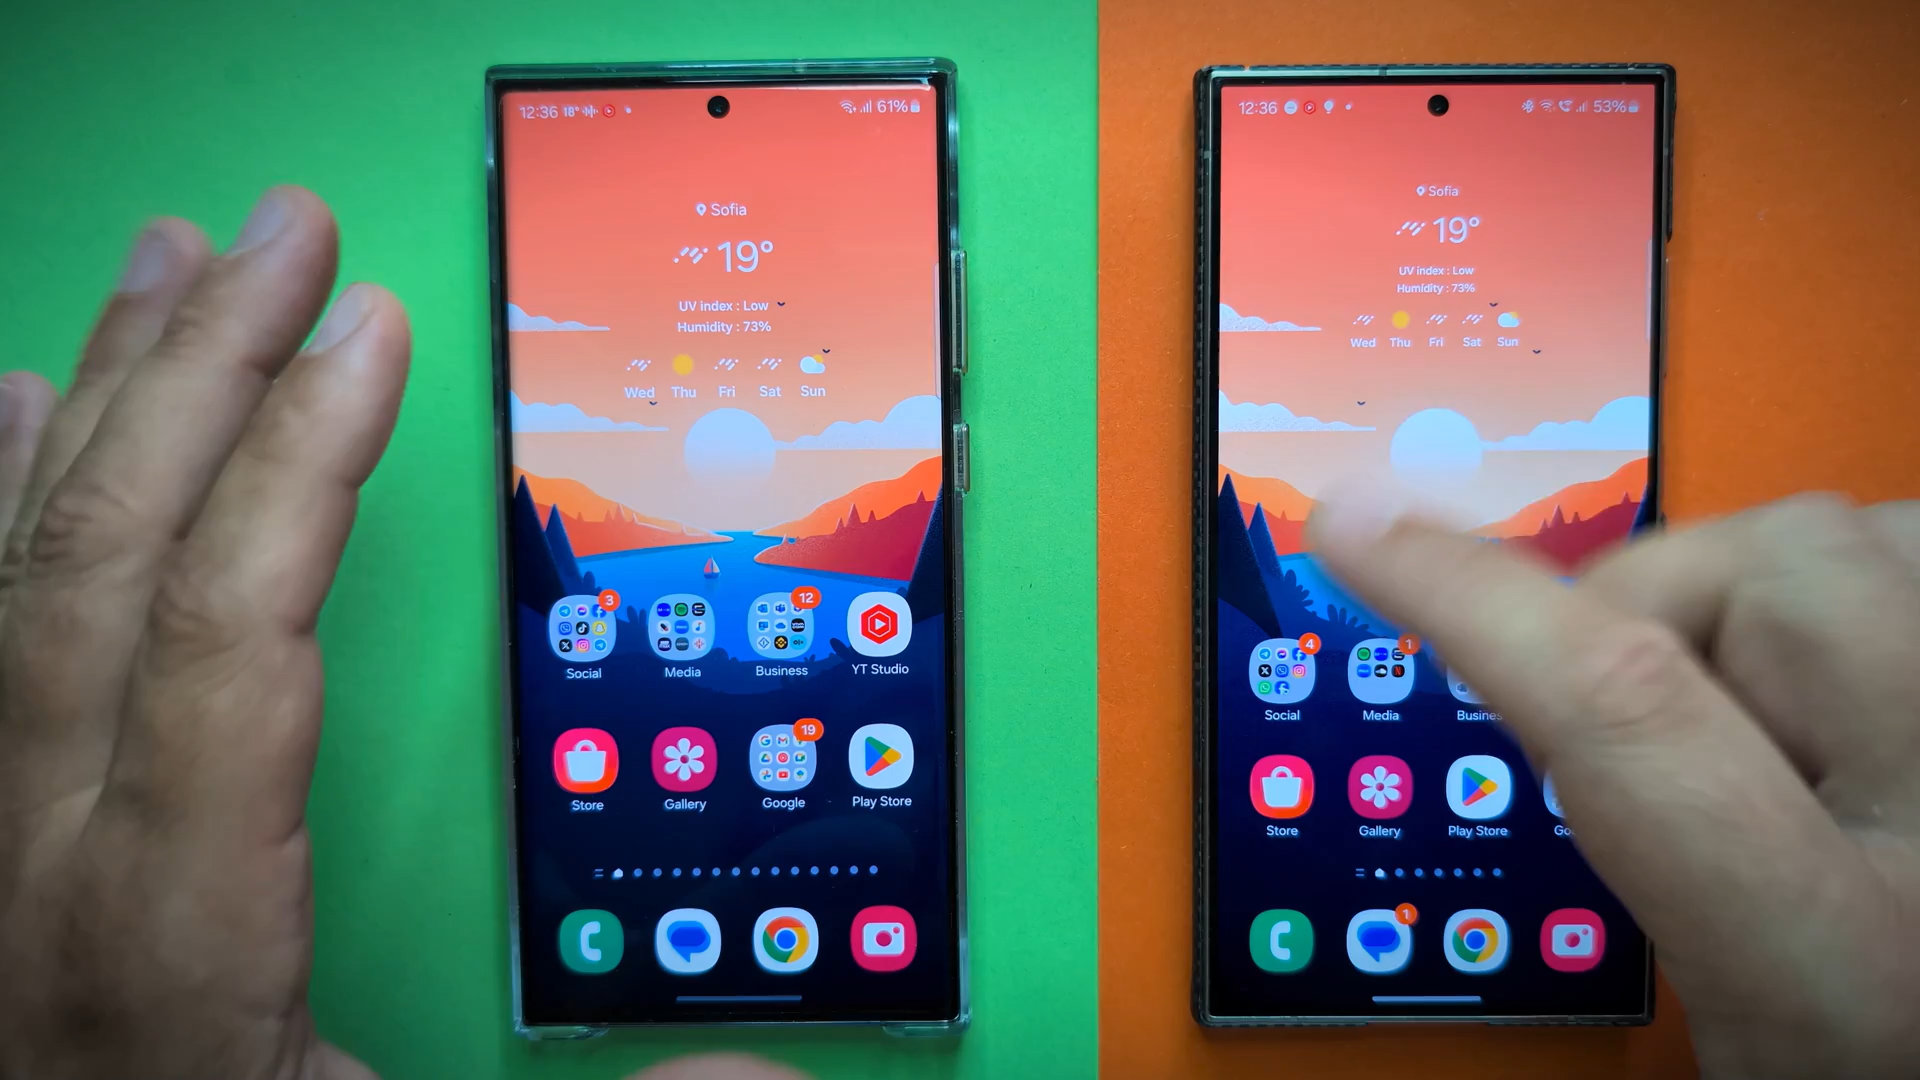 12:36 18°
61%
Sofia
19°
UV index : Low
Humidity : 73%
Wed Thu Fri Sat Sun
3
12
Social Media Business YT Studio
19
Store Gallery Google Play Store
12:36
53%
Sofia
19°
UV index : Low
Humidity : 73%
Wed Thu Fri Sat Sun
4
1
Social Media Busines
Store Gallery Play Store Go
1